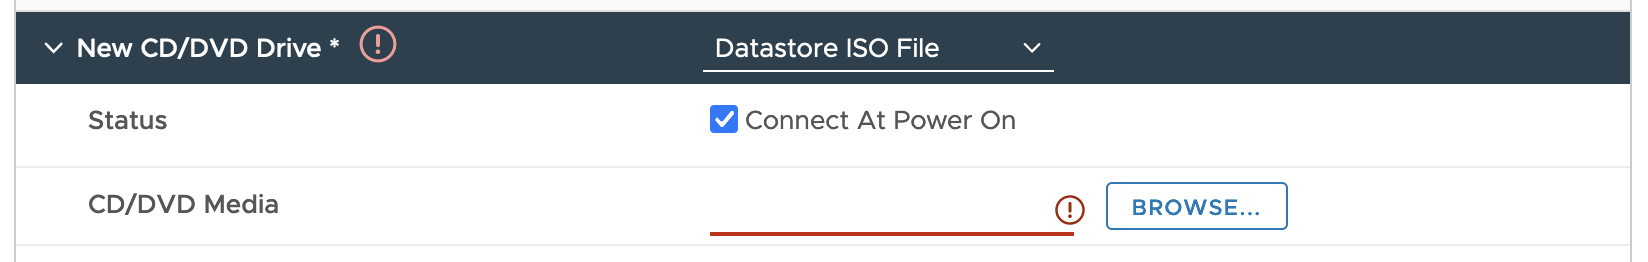 New CD/DVD Drive * Datastore ISO File
Status Connect At Power On
CD/DVD Media BROWSE...